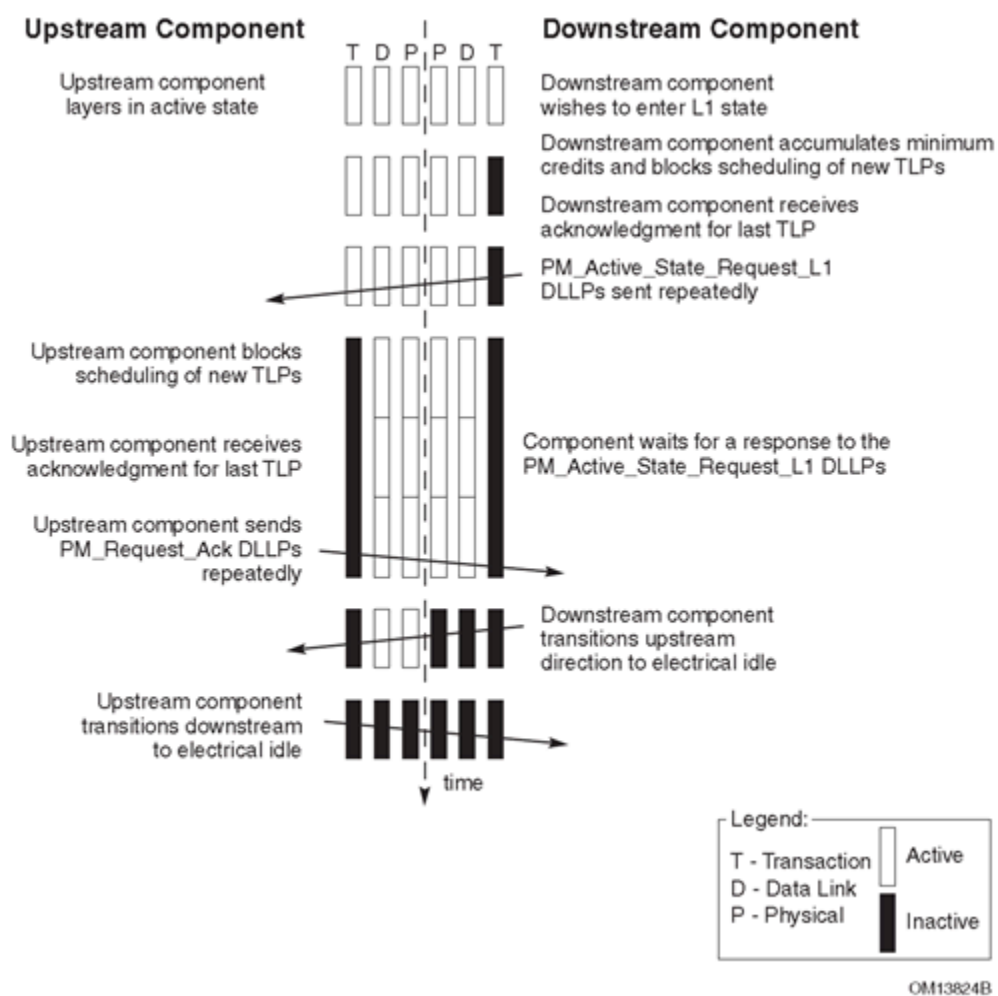 Upstream Component
Downstream Component
T D P P D T
Upstream component
layers in active state
Downstream component
wishes to enter L1 state
Downstream component accumulates minimum
credits and blocks scheduling of new TLPs
Downstream component receives
acknowledgment for last TLP
PM_Active_State_Request_L1
DLLPs sent repeatedly
Upstream component blocks
scheduling of new TLPs
Upstream component receives
acknowledgment for last TLP
Component waits for a response to the
PM_Active_State_Request_L1 DLLPs
Upstream component sends
PM_Request_Ack DLLPs
repeatedly
Downstream component
transitions upstream
direction to electrical idle
Upstream component
transitions downstream
to electrical idle
time
Legend:
T - Transaction
D - Data Link
P - Physical
Active
Inactive
OM13824B